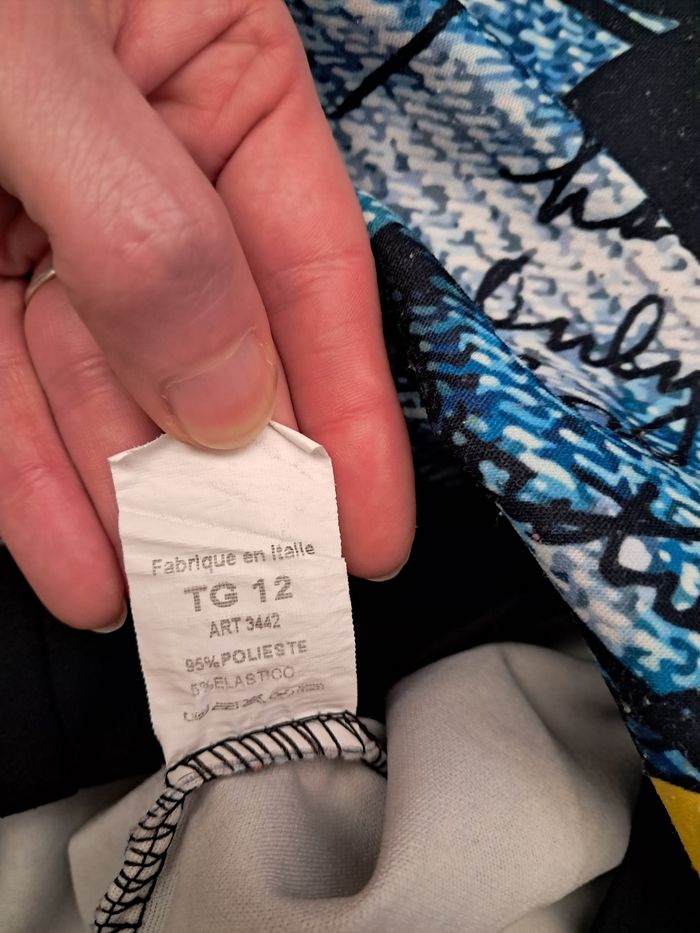 Fabrique en Italie
TG 12
ART 3442
95% POLIESTE
5% ELASTICO